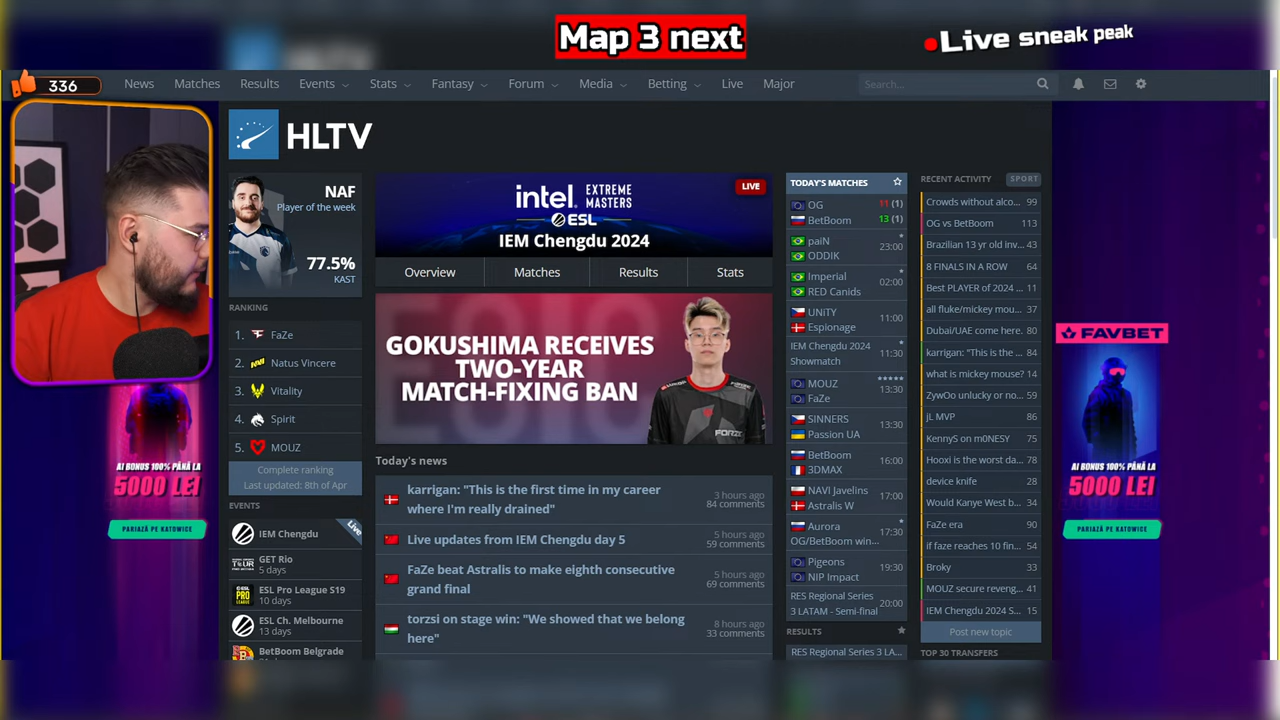 Map 3 next
Live sneak peak
336
News Matches Results Events Stats Fantasy Forum Media Betting Live Major
Search...
HLTV
NAF
Player of the week
77.5%
KAST
RANKING
1. FaZe
2. Natus Vincere
3. Vitality
4. Spirit
5. MOUZ
Complete ranking
Last updated: 8th of Apr
EVENTS
IEM Chengdu
Live
GET Rio
5 days
ESL Pro League S19
10 days
ESL Ch. Melbourne
13 days
BetBoom Belgrade
intel EXTREME MASTERS
ESL
IEM Chengdu 2024
LIVE
Overview Matches Results Stats
GOKUSHIMA RECEIVES
TWO-YEAR
MATCH-FIXING BAN
Today's news
karrigan: "This is the first time in my career
where I'm really drained"
3 hours ago
84 comments
Live updates from IEM Chengdu day 5
5 hours ago
59 comments
FaZe beat Astralis to make eighth consecutive
grand final
5 hours ago
69 comments
torzsi on stage win: "We showed that we belong
here"
8 hours ago
33 comments
TODAY'S MATCHES
OG 11 (1)
BetBoom 13 (1)
paiN
ODDIK
23:00
Imperial
RED Canids
02:00
UNiTY
Espionage
11:00
IEM Chengdu 2024
Showmatch
11:30
MOUZ
FaZe
13:30
SINNERS
Passion UA
13:30
BetBoom
3DMAX
16:00
NAVI Javelins
Astralis W
17:00
Aurora
OG/BetBoom win...
17:30
Pigeons
NIP Impact
19:30
RES Regional Series
3 LATAM - Semi-final
20:00
RESULTS
RES Regional Series 3 LA...
RECENT ACTIVITY SPORT
Crowds without alco... 99
OG vs BetBoom 113
Brazilian 13 yr old inv... 43
8 FINALS IN A ROW 64
Best PLAYER of 2024 ... 11
all fluke/mickey mou... 37
Dubai/UAE come here. 80
karrigan: "This is the ... 84
what is mickey mouse? 14
ZywOo unlucky or no... 59
jL MVP 86
KennyS on m0NESY 75
Hooxi is the worst da... 78
device knife 28
Would Kanye West b... 34
FaZe era 90
if faze reaches 10 fin... 54
Broky 33
MOUZ secure reveng... 41
IEM Chengdu 2024 S... 15
Post new topic
TOP 30 TRANSFERS
AI BONUS 100% PÂNĂ LA
5000 LEI
PARIAZĂ PE KATOWICE
FAVBET
AI BONUS 100% PÂNĂ LA
5000 LEI
PARIAZĂ PE KATOWICE